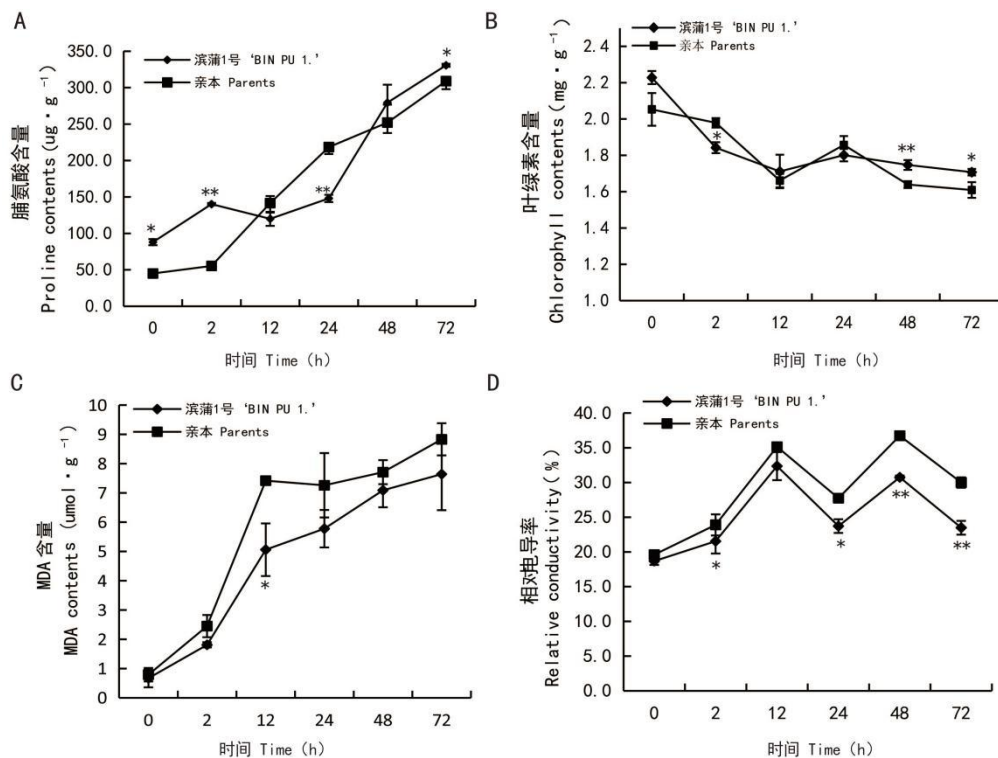 A
滨蒲1号 ‘BIN PU 1.’
亲本 Parents
脯氨酸含量
Proline contents(ug·g⁻¹)
350.0
300.0
250.0
200.0
150.0
100.0
50.0
0.0
*
**
**
*
0 2 12 24 48 72
时间 Time（h）
B
滨蒲1号 ‘BIN PU 1.’
亲本 Parents
叶绿素含量
Chlorophyll contents(mg·g⁻¹)
2.4
2.2
2.0
1.8
1.6
1.4
1.2
1.0
*
**
*
0 2 12 24 48 72
时间 Time（h）
C
滨蒲1号 ‘BIN PU 1.’
亲本 Parents
MDA含量
MDA contents（umol·g⁻¹）
10
9
8
7
6
5
4
3
2
1
0
*
0 2 12 24 48 72
时间 Time（h）
D
滨蒲1号 ‘BIN PU 1.’
亲本 Parents
相对电导率
Relative conductivity(%)
40.0
35.0
30.0
25.0
20.0
15.0
10.0
5.0
0.0
*
*
**
**
0 2 12 24 48 72
时间 Time（h）